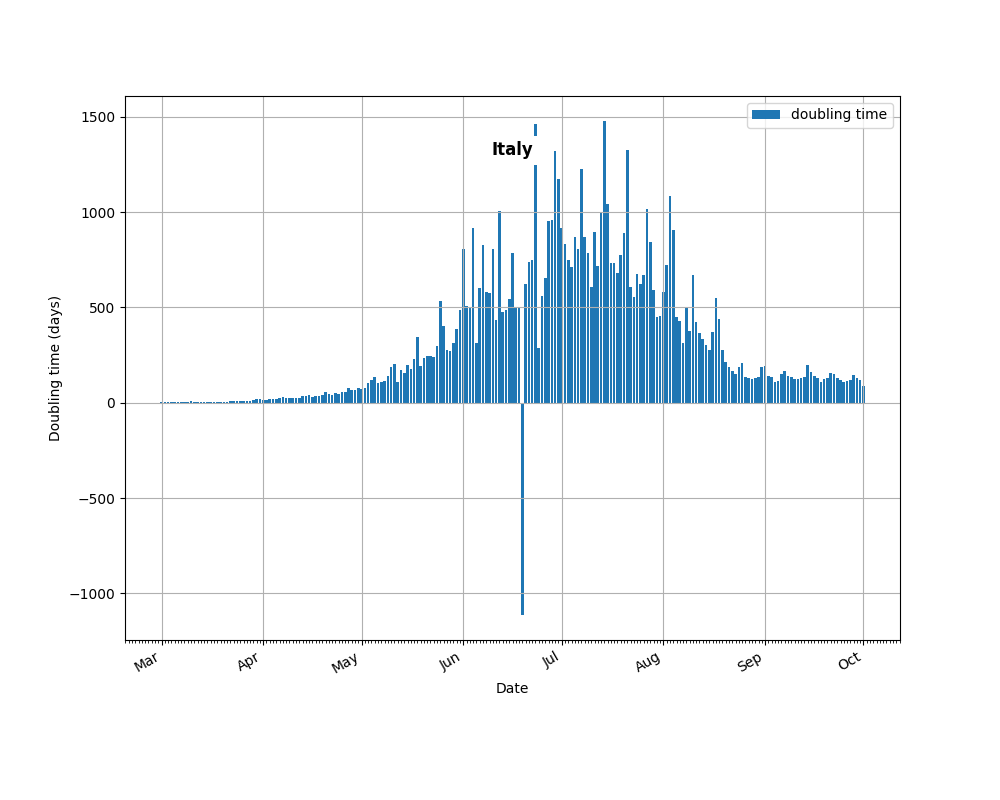 doubling time
Italy
1500
1000
500
0
−500
−1000
Doubling time (days)
Mar
Apr
May
Jun
Jul
Aug
Sep
Oct
Date